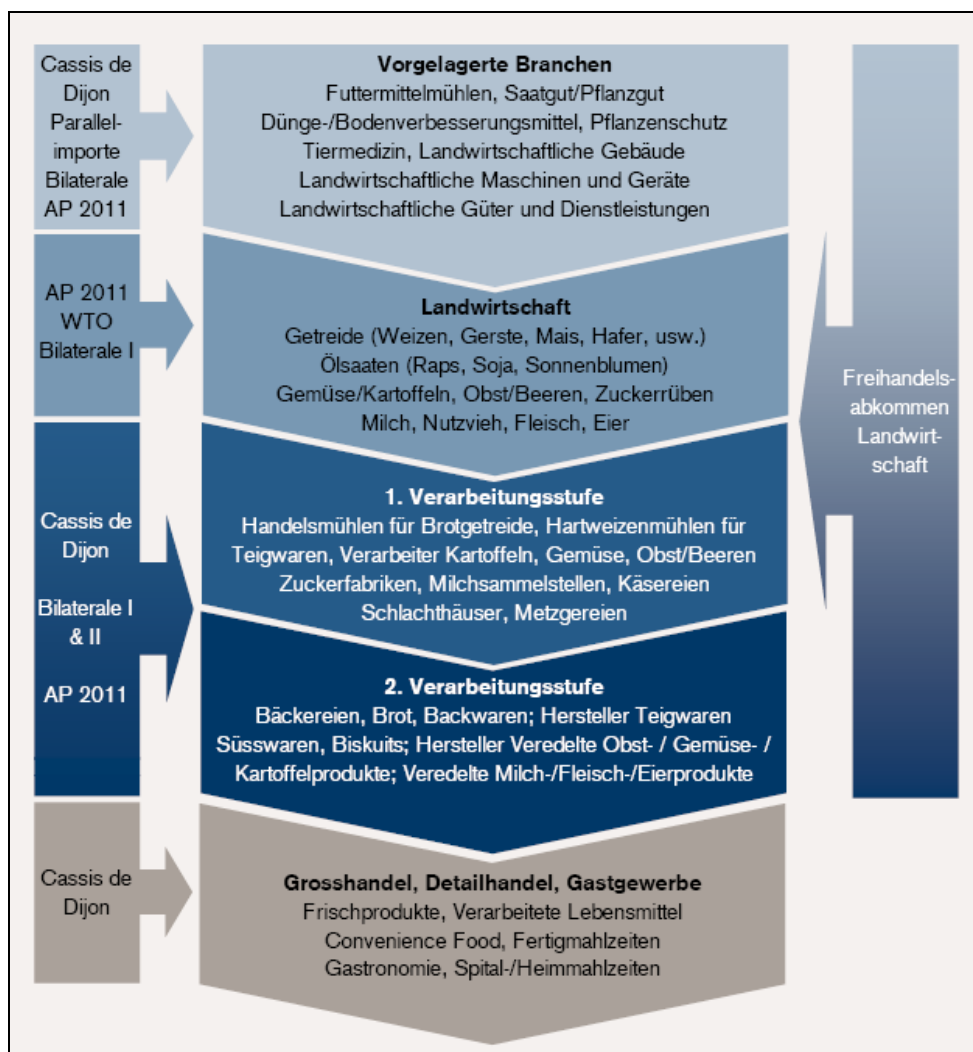 Cassis de
Dijon
Parallel-
importe
Bilaterale
AP 2011
Vorgelagerte Branchen
Futtermittelmühlen, Saatgut/Pflanzgut
Dünge-/Bodenverbesserungsmittel, Pflanzenschutz
Tiermedizin, Landwirtschaftliche Gebäude
Landwirtschaftliche Maschinen und Geräte
Landwirtschaftliche Güter und Dienstleistungen
AP 2011
WTO
Bilaterale I
Landwirtschaft
Getreide (Weizen, Gerste, Mais, Hafer, usw.)
Ölsaaten (Raps, Soja, Sonnenblumen)
Gemüse/Kartoffeln, Obst/Beeren, Zuckerrüben
Milch, Nutzvieh, Fleisch, Eier
Freihandels-
abkommen
Landwirt-
schaft
Cassis de
Dijon
Bilaterale I
& II
AP 2011
1. Verarbeitungsstufe
Handelsmühlen für Brotgetreide, Hartweizenmühlen für
Teigwaren, Verarbeiter Kartoffeln, Gemüse, Obst/Beeren
Zuckerfabriken, Milchsammelstellen, Käsereien
Schlachthäuser, Metzgereien
2. Verarbeitungsstufe
Bäckereien, Brot, Backwaren; Hersteller Teigwaren
Süsswaren, Biskuits; Hersteller Veredelte Obst- / Gemüse- /
Kartoffelprodukte; Veredelte Milch-/Fleisch-/Eierprodukte
Cassis de
Dijon
Grosshandel, Detailhandel, Gastgewerbe
Frischprodukte, Verarbeitete Lebensmittel
Convenience Food, Fertigmahlzeiten
Gastronomie, Spital-/Heimmahlzeiten